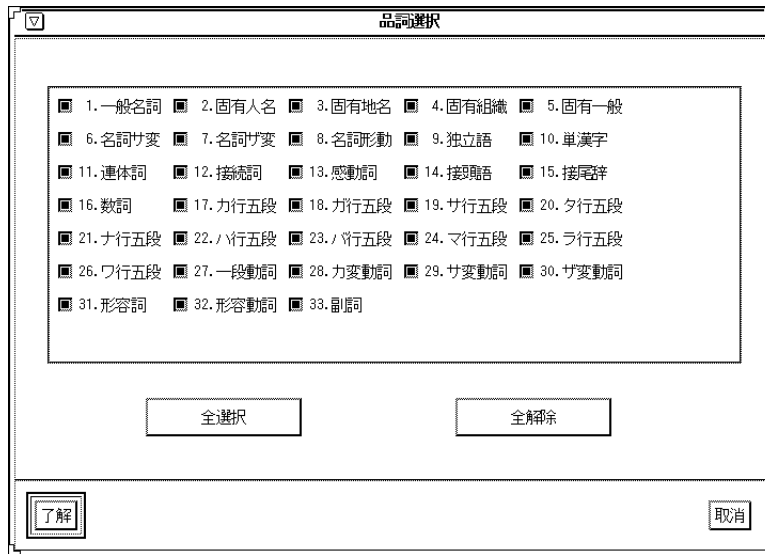 品詞選択
1.一般名詞 2.固有人名 3.固有地名 4.固有組織 5.固有一般
6.名詞サ変 7.名詞ザ変 8.名詞形動 9.独立語 10.単漢字
11.連体詞 12.接続詞 13.感動詞 14.接頭語 15.接尾辞
16.数詞 17.カ行五段 18.ガ行五段 19.サ行五段 20.タ行五段
21.ナ行五段 22.ハ行五段 23.バ行五段 24.マ行五段 25.ラ行五段
26.ワ行五段 27.一段動詞 28.カ変動詞 29.サ変動詞 30.ザ変動詞
31.形容詞 32.形容動詞 33.副詞
全選択 全解除
了解 取消